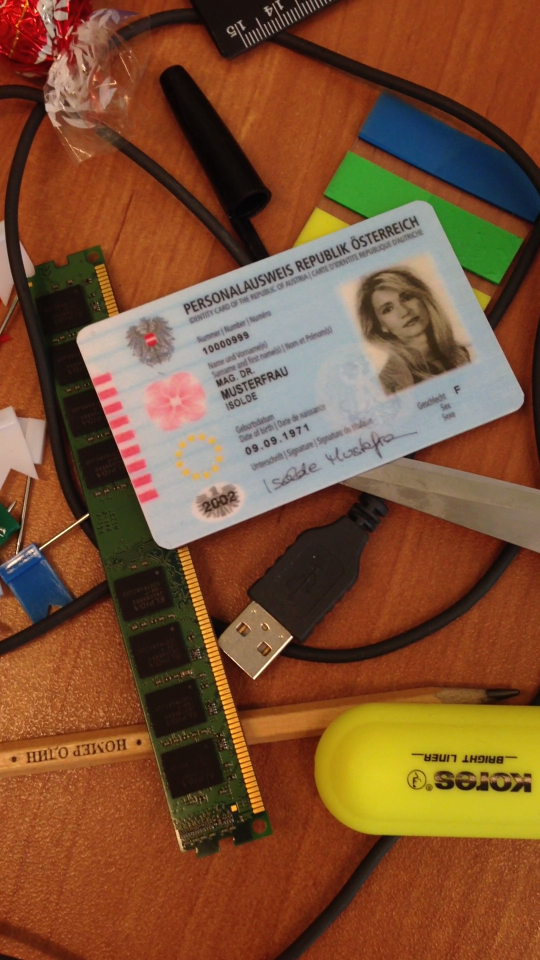 15 14
PERSONALAUSWEIS REPUBLIK ÖSTERREICH
IDENTITY CARD OF THE REPUBLIC OF AUSTRIA | CARTE D'IDENTITÉ RÉPUBLIQUE D'AUTRICHE
Nummer | Number | Numéro
10000999
Name und Vorname(n)
Surname and first name(s) | Nom et Prénom(s)
MAG. DR.
MUSTERFRAU
ISOLDE
Geburtsdatum
Date of birth | Date de naissance
09.09.1971
Geschlecht F
Sex
Sexe
Unterschrift | Signature | Signature de titulaire
Isolde Musterfrau
2002
НОМЕР ОДИН
Kores®
BRIGHT LINER